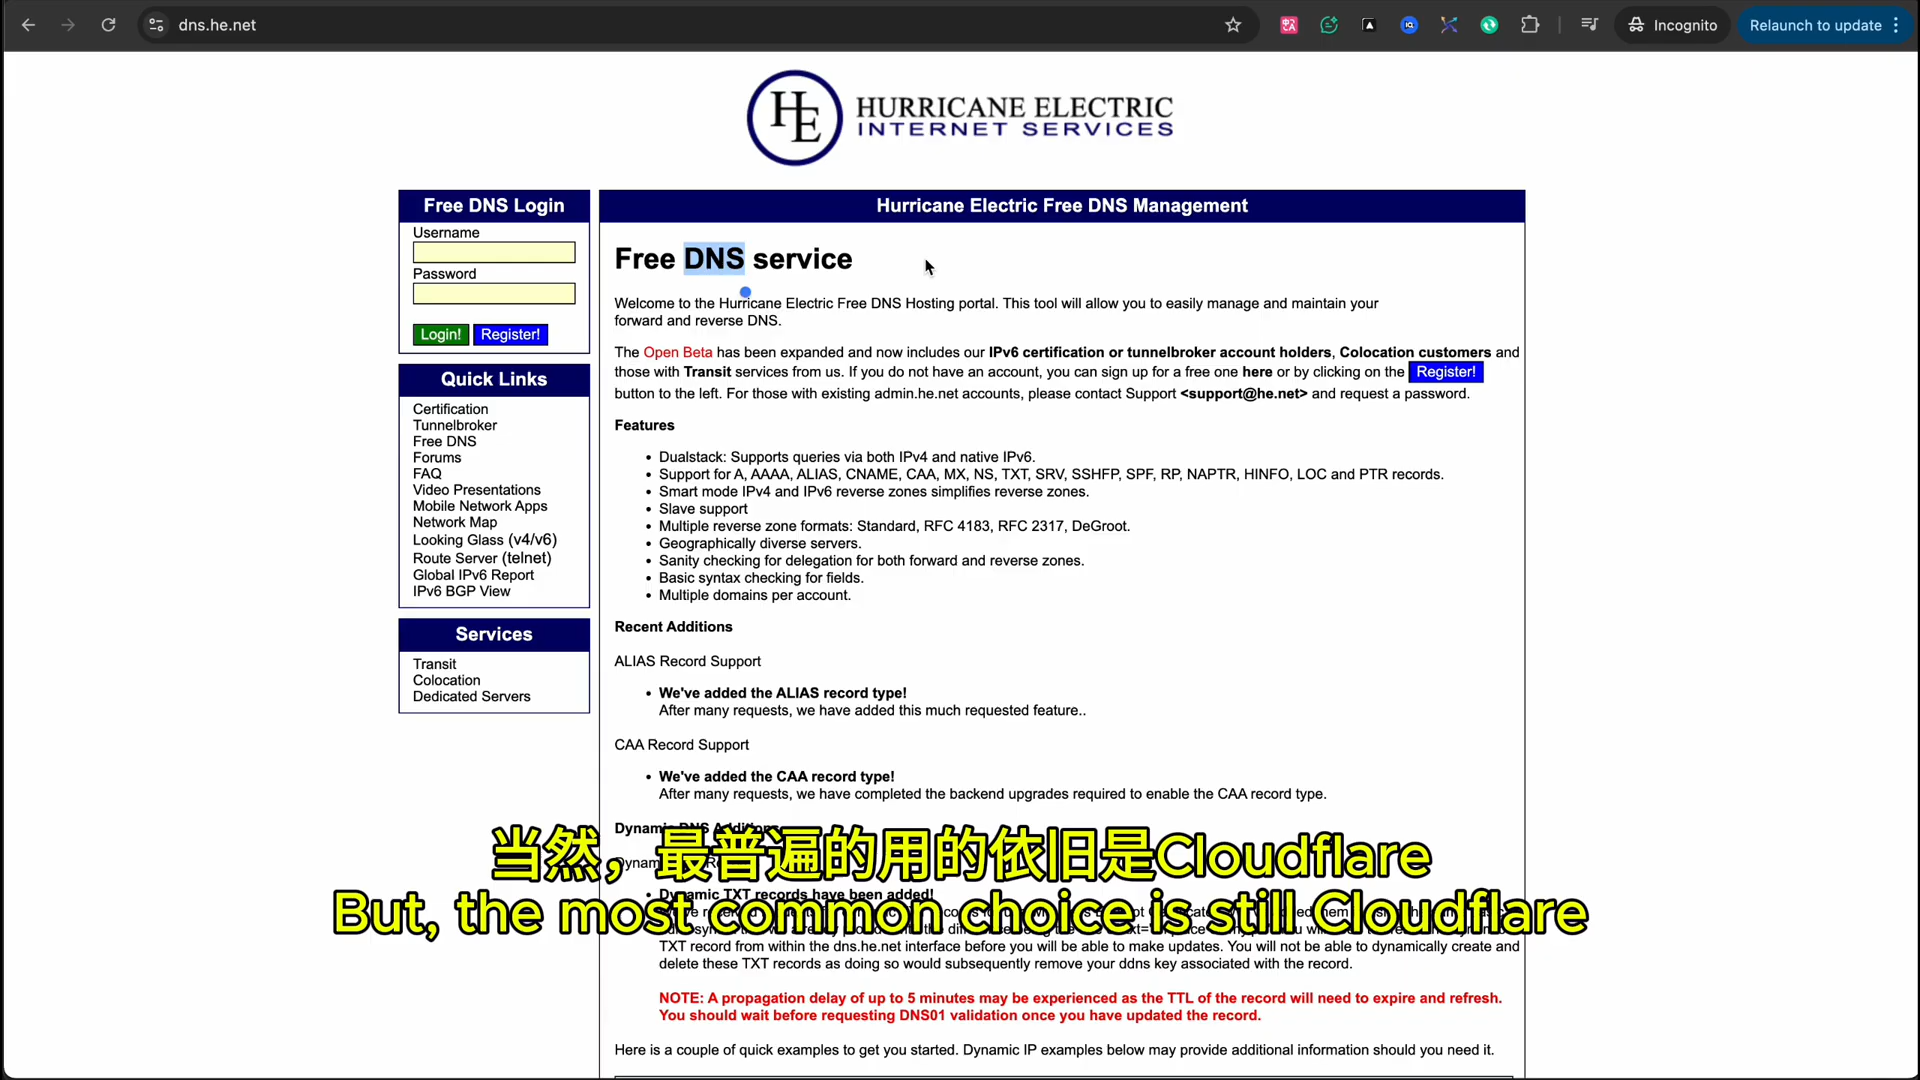 dns.he.net
Incognito
Relaunch to update
HE HURRICANE ELECTRIC
INTERNET SERVICES
Free DNS Login
Username
Password
Login! Register!
Quick Links
Certification
Tunnelbroker
Free DNS
Forums
FAQ
Video Presentations
Mobile Network Apps
Network Map
Looking Glass (v4/v6)
Route Server (telnet)
Global IPv6 Report
IPv6 BGP View
Services
Transit
Colocation
Dedicated Servers
Hurricane Electric Free DNS Management
Free DNS service
Welcome to the Hurricane Electric Free DNS Hosting portal. This tool will allow you to easily manage and maintain your
forward and reverse DNS.
The Open Beta has been expanded and now includes our IPv6 certification or tunnelbroker account holders, Colocation customers and
those with Transit services from us. If you do not have an account, you can sign up for a free one here or by clicking on the Register!
button to the left. For those with existing admin.he.net accounts, please contact Support <support@he.net> and request a password.
Features
• Dualstack: Supports queries via both IPv4 and native IPv6.
• Support for A, AAAA, ALIAS, CNAME, CAA, MX, NS, TXT, SRV, SSHFP, SPF, RP, NAPTR, HINFO, LOC and PTR records.
• Smart mode IPv4 and IPv6 reverse zones simplifies reverse zones.
• Slave support
• Multiple reverse zone formats: Standard, RFC 4183, RFC 2317, DeGroot.
• Geographically diverse servers.
• Sanity checking for delegation for both forward and reverse zones.
• Basic syntax checking for fields.
• Multiple domains per account.
Recent Additions
ALIAS Record Support
• We've added the ALIAS record type!
After many requests, we have added this much requested feature..
CAA Record Support
• We've added the CAA record type!
After many requests, we have completed the backend upgrades required to enable the CAA record type.
Dynamic DNS Additions
当然，最普遍的用的依旧是Cloudflare
• Dynamic TXT records have been added!
But, the most common choice is still Cloudflare
TXT record from within the dns.he.net interface before you will be able to make updates. You will not be able to dynamically create and
delete these TXT records as doing so would subsequently remove your ddns key associated with the record.
NOTE: A propagation delay of up to 5 minutes may be experienced as the TTL of the record will need to expire and refresh.
You should wait before requesting DNS01 validation once you have updated the record.
Here is a couple of quick examples to get you started. Dynamic IP examples below may provide additional information should you need it.